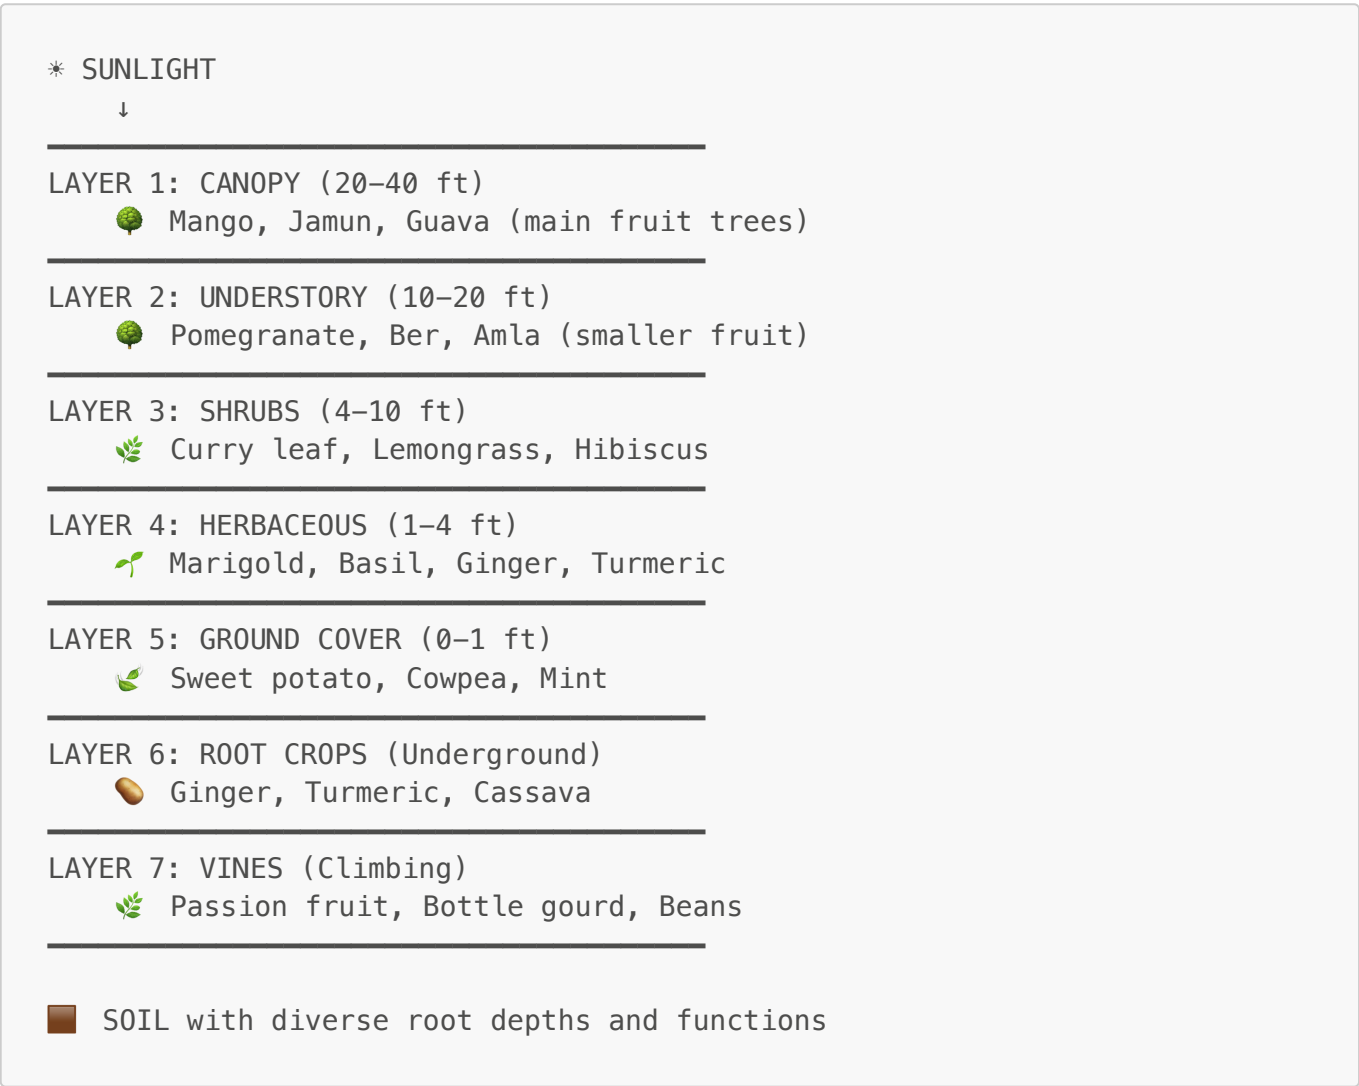 ☀ SUNLIGHT
↓
LAYER 1: CANOPY (20–40 ft)
🌳 Mango, Jamun, Guava (main fruit trees)
LAYER 2: UNDERSTORY (10–20 ft)
🌳 Pomegranate, Ber, Amla (smaller fruit)
LAYER 3: SHRUBS (4–10 ft)
🌿 Curry leaf, Lemongrass, Hibiscus
LAYER 4: HERBACEOUS (1–4 ft)
🌱 Marigold, Basil, Ginger, Turmeric
LAYER 5: GROUND COVER (0–1 ft)
🍃 Sweet potato, Cowpea, Mint
LAYER 6: ROOT CROPS (Underground)
🥔 Ginger, Turmeric, Cassava
LAYER 7: VINES (Climbing)
🌿 Passion fruit, Bottle gourd, Beans
🟫 SOIL with diverse root depths and functions